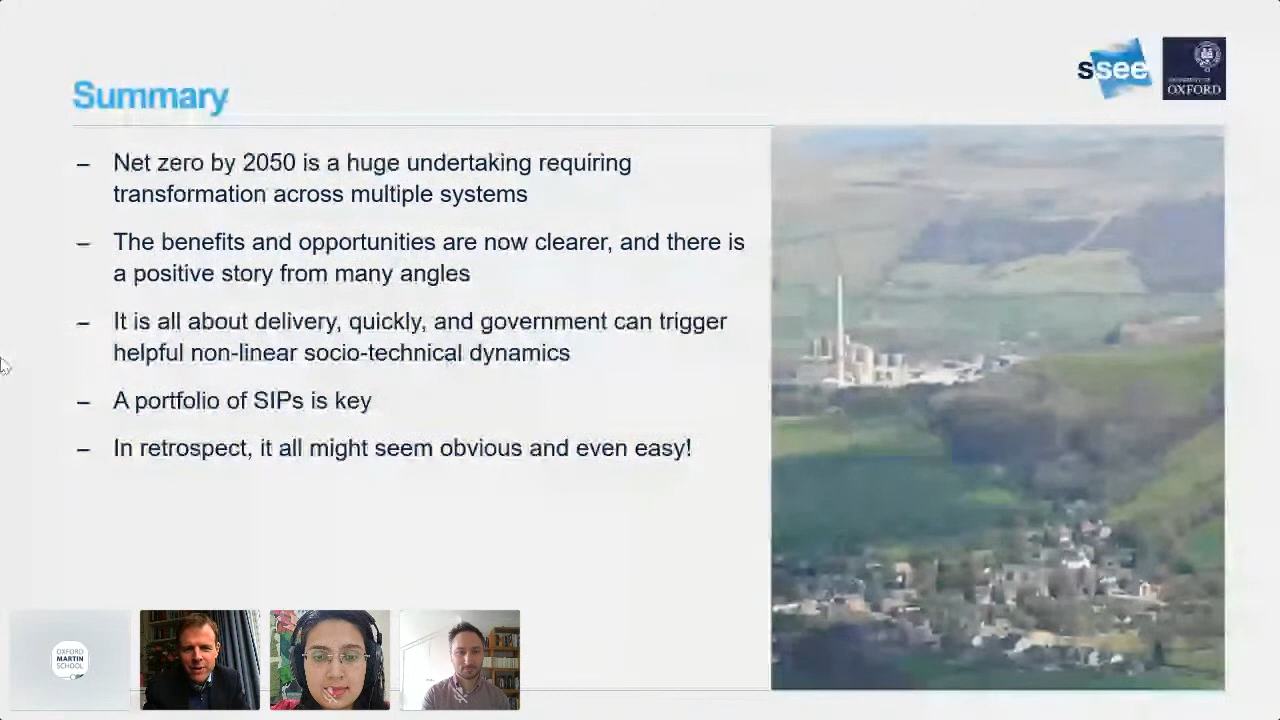 Summary
ssee
UNIVERSITY OF
OXFORD
– Net zero by 2050 is a huge undertaking requiring
transformation across multiple systems
– The benefits and opportunities are now clearer, and there is
a positive story from many angles
– It is all about delivery, quickly, and government can trigger
helpful non-linear socio-technical dynamics
– A portfolio of SIPs is key
– In retrospect, it all might seem obvious and even easy!
OXFORD
MARTIN
SCHOOL